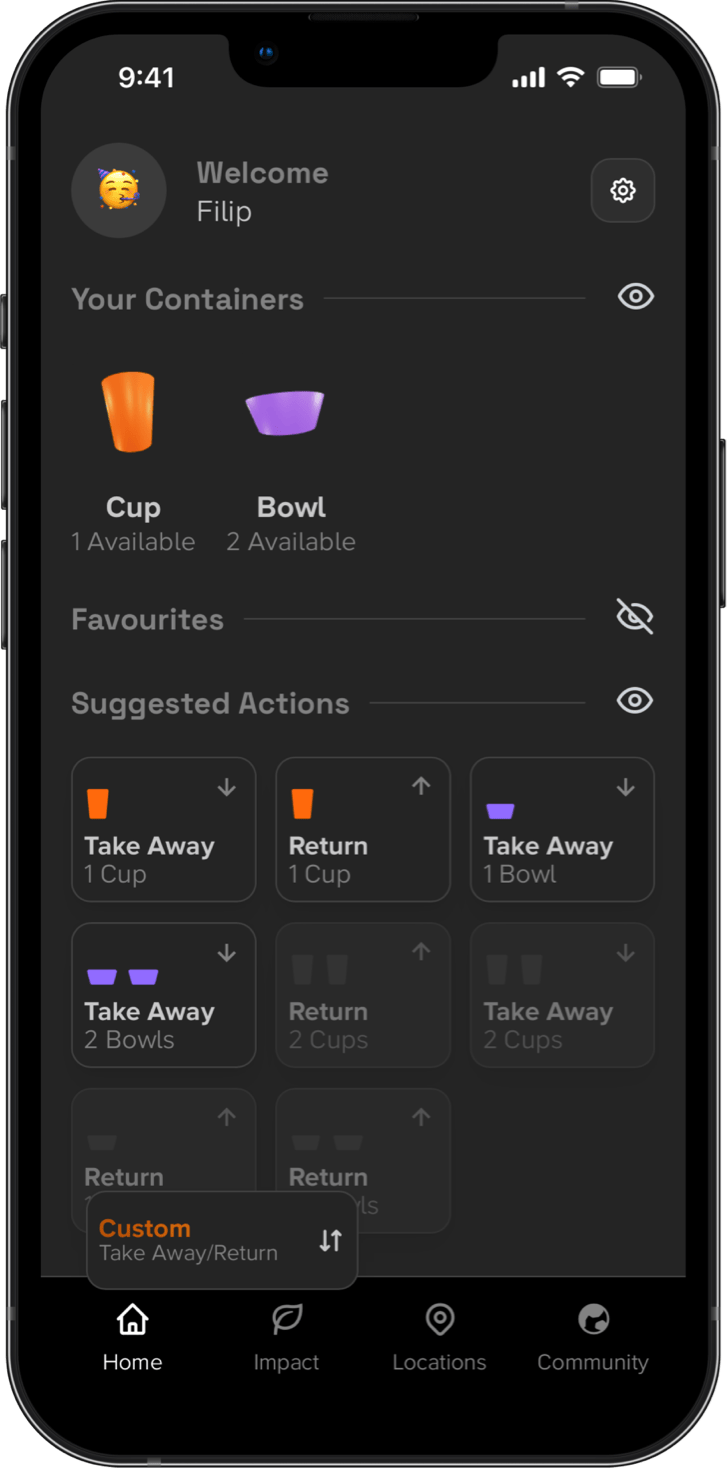 9:41
Welcome
Filip
Your Containers
Cup
Bowl
1 Available
2 Available
Favourites
Suggested Actions
Take Away
1 Cup
Return
1 Cup
Take Away
1 Bowl
Take Away
2 Bowls
Return
2 Cups
Take Away
2 Cups
Return
Return
Custom
Take Away/Return
Home
Impact
Locations
Community